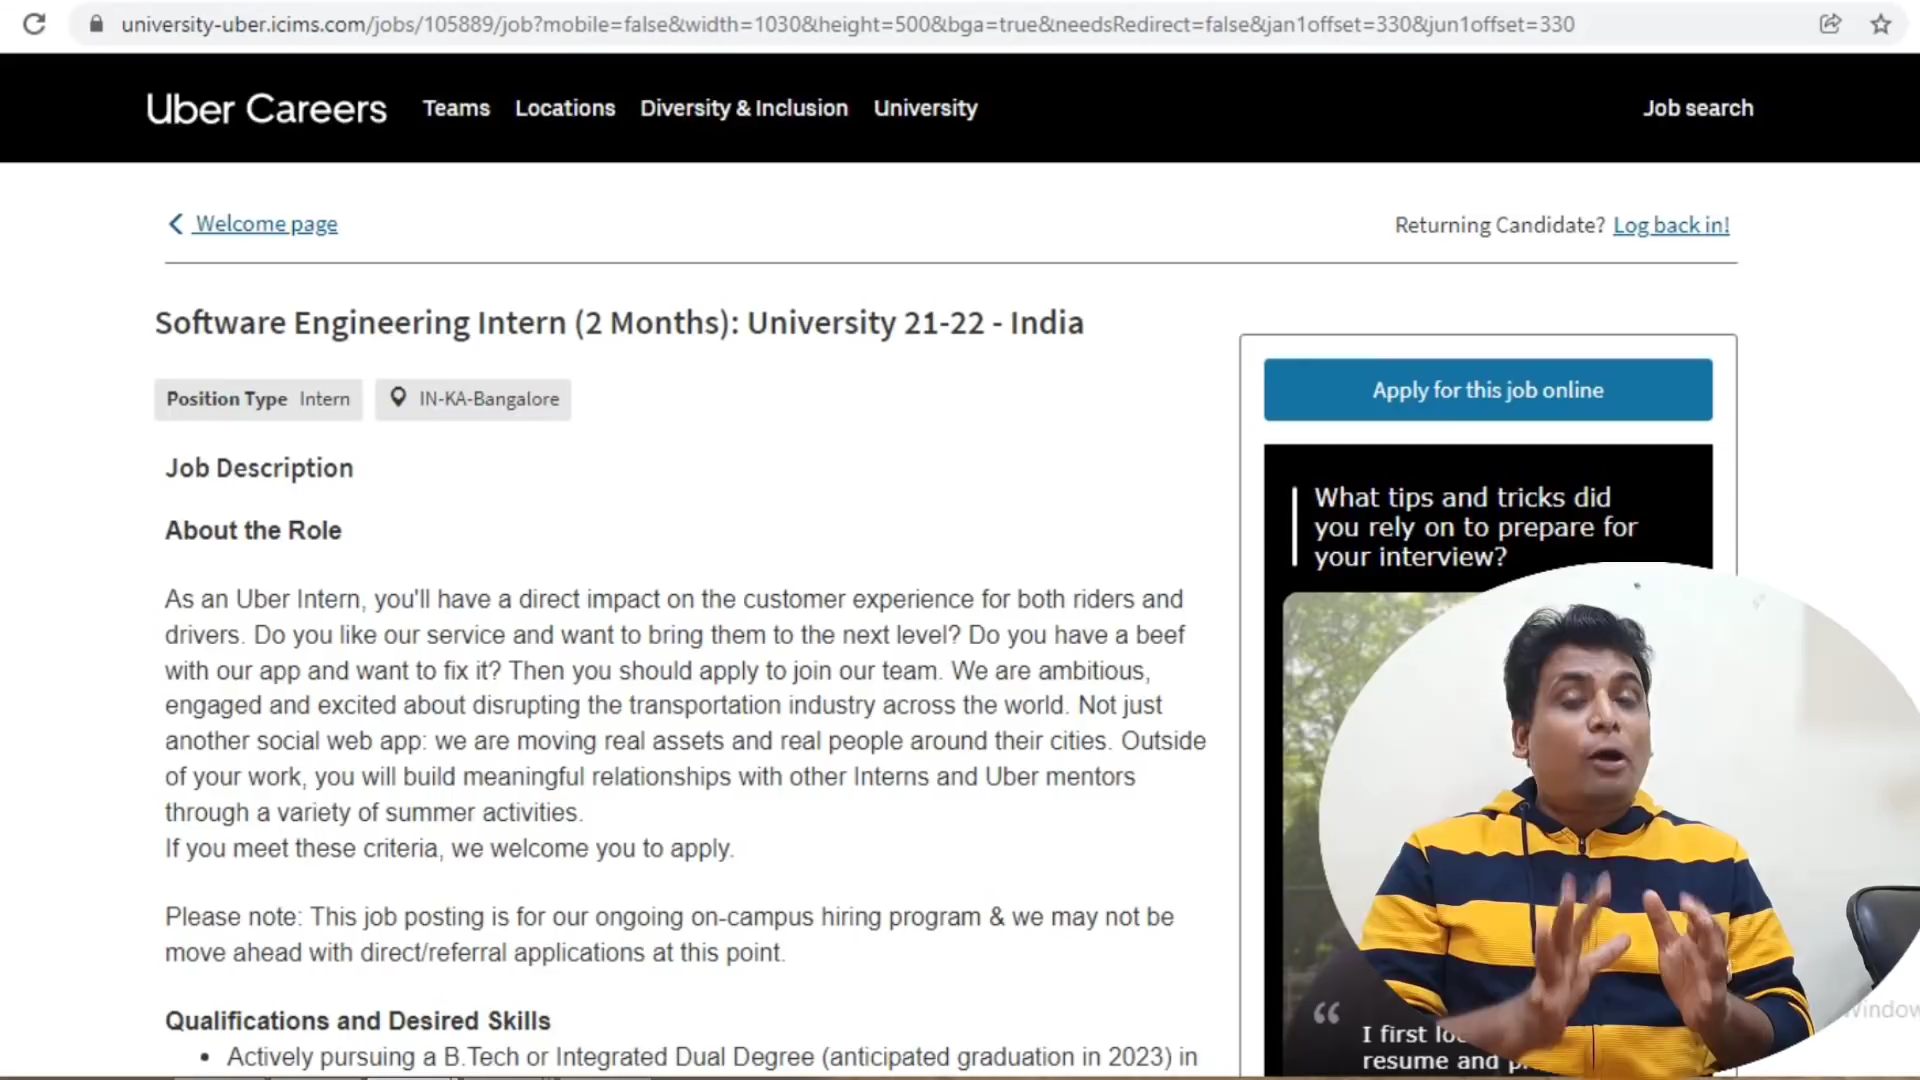 university-uber.icims.com/jobs/105889/job?mobile=false&width=1030&height=500&bga=true&needsRedirect=false&jan1offset=330&jun1offset=330
Uber Careers Teams Locations Diversity & Inclusion University Job search
Welcome page
Returning Candidate? Log back in!
Software Engineering Intern (2 Months): University 21-22 - India
Position Type Intern IN-KA-Bangalore
Apply for this job online
Job Description
About the Role
As an Uber Intern, you'll have a direct impact on the customer experience for both riders and
drivers. Do you like our service and want to bring them to the next level? Do you have a beef
with our app and want to fix it? Then you should apply to join our team. We are ambitious,
engaged and excited about disrupting the transportation industry across the world. Not just
another social web app: we are moving real assets and real people around their cities. Outside
of your work, you will build meaningful relationships with other Interns and Uber mentors
through a variety of summer activities.
If you meet these criteria, we welcome you to apply.
Please note: This job posting is for our ongoing on-campus hiring program & we may not be
move ahead with direct/referral applications at this point.
Qualifications and Desired Skills
• Actively pursuing a B.Tech or Integrated Dual Degree (anticipated graduation in 2023) in
What tips and tricks did
you rely on to prepare for
your interview?
“
I first
resume and